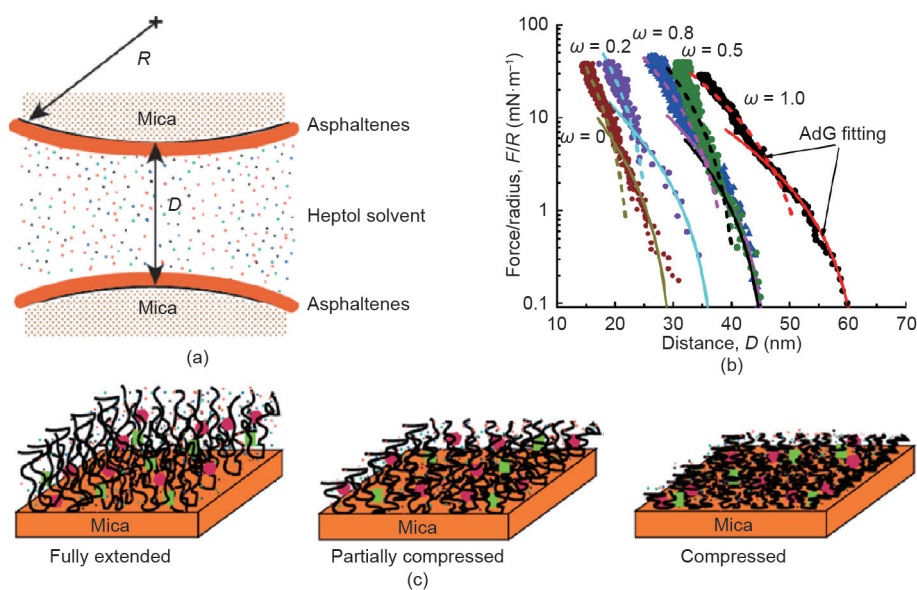 R
Mica
Asphaltenes
D
Heptol solvent
Mica
Asphaltenes
(a)
Force/radius, F/R (mN·m⁻¹)
100
10
1
0.1
ω = 0.8
ω = 0.2
ω = 0.5
ω = 1.0
ω = 0
AdG fitting
10 20 30 40 50 60 70
Distance, D (nm)
(b)
Mica
Fully extended
Mica
Partially compressed
Mica
Compressed
(c)